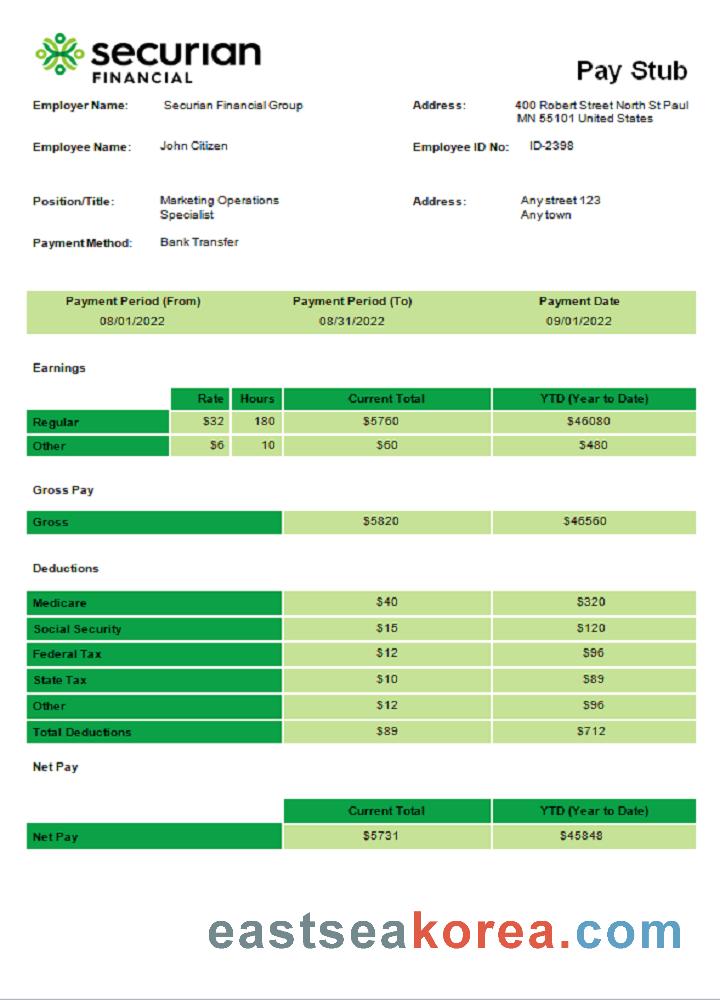 securian
FINANCIAL
Pay Stub
Employer Name: Securian Financial Group Address: 400 Robert Street North St Paul
MN 55101 United States
Employee Name: John Citizen Employee ID No: ID-2398
Position/Title: Marketing Operations Address: Any street 123
Specialist Any town
Payment Method: Bank Transfer
Payment Period (From) Payment Period (To) Payment Date
08/01/2022 08/31/2022 09/01/2022
Earnings
Rate Hours Current Total YTD (Year to Date)
Regular $32 180 $5760 $46080
Other $6 10 $60 $480
Gross Pay
Gross $5820 $46560
Deductions
Medicare $40 $320
Social Security $15 $120
Federal Tax $12 $96
State Tax $10 $89
Other $12 $96
Total Deductions $89 $712
Net Pay
Current Total YTD (Year to Date)
Net Pay $5731 $45848
eastseakorea.com